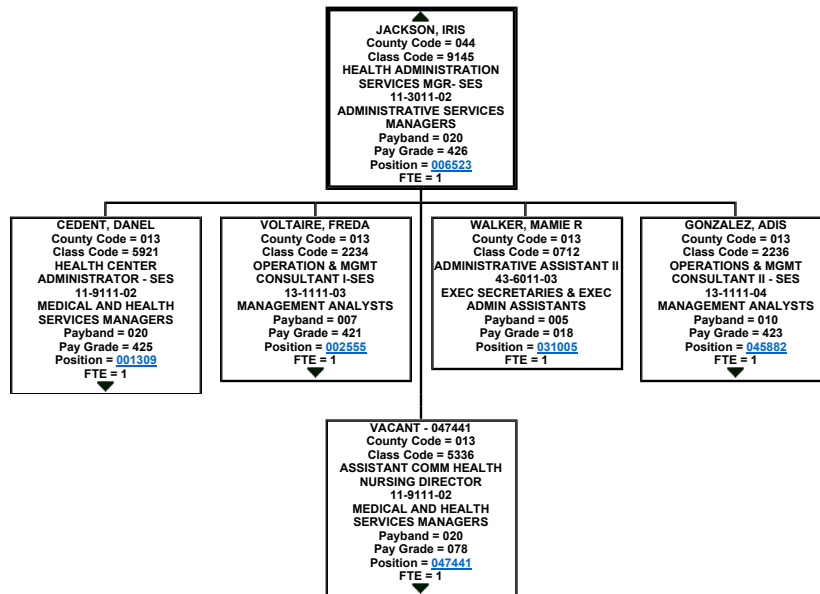 JACKSON, IRIS
County Code = 044
Class Code = 9145
HEALTH ADMINISTRATION
SERVICES MGR- SES
11-3011-02
ADMINISTRATIVE SERVICES
MANAGERS
Payband = 020
Pay Grade = 426
Position = 006523
FTE = 1
CEDENT, DANEL
County Code = 013
Class Code = 5921
HEALTH CENTER
ADMINISTRATOR - SES
11-9111-02
MEDICAL AND HEALTH
SERVICES MANAGERS
Payband = 020
Pay Grade = 425
Position = 001309
FTE = 1
VOLTAIRE, FREDA
County Code = 013
Class Code = 2234
OPERATION & MGMT
CONSULTANT I-SES
13-1111-03
MANAGEMENT ANALYSTS
Payband = 007
Pay Grade = 421
Position = 002555
FTE = 1
WALKER, MAMIE R
County Code = 013
Class Code = 0712
ADMINISTRATIVE ASSISTANT II
43-6011-03
EXEC SECRETARIES & EXEC
ADMIN ASSISTANTS
Payband = 005
Pay Grade = 018
Position = 031005
FTE = 1
GONZALEZ, ADIS
County Code = 013
Class Code = 2236
OPERATIONS & MGMT
CONSULTANT II - SES
13-1111-04
MANAGEMENT ANALYSTS
Payband = 010
Pay Grade = 423
Position = 045882
FTE = 1
VACANT - 047441
County Code = 013
Class Code = 5336
ASSISTANT COMM HEALTH
NURSING DIRECTOR
11-9111-02
MEDICAL AND HEALTH
SERVICES MANAGERS
Payband = 020
Pay Grade = 078
Position = 047441
FTE = 1